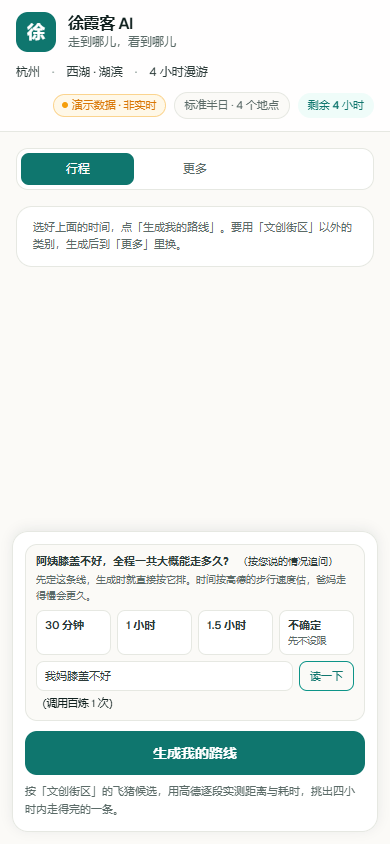 徐
徐霞客 AI
走到哪儿，看到哪儿
杭州 · 西湖 · 湖滨 · 4 小时漫游
演示数据 · 非实时
标准半日 · 4 个地点
剩余 4 小时
行程
更多
选好上面的时间，点「生成我的路线」。要用「文创街区」以外的
类别，生成后到「更多」里换。
阿姨膝盖不好，全程一共大概能走多久？ （按您说的情况追问）
先定这条线，生成时就直接按它排。时间按高德的步行速度估，爸妈走
得慢会更久。
30 分钟
1 小时
1.5 小时
不确定
先不设限
我妈膝盖不好
读一下
(调用百炼 1 次)
生成我的路线
按「文创街区」的飞猪候选，用高德逐段实测距离与耗时，挑出四小
时内走得完的一条。